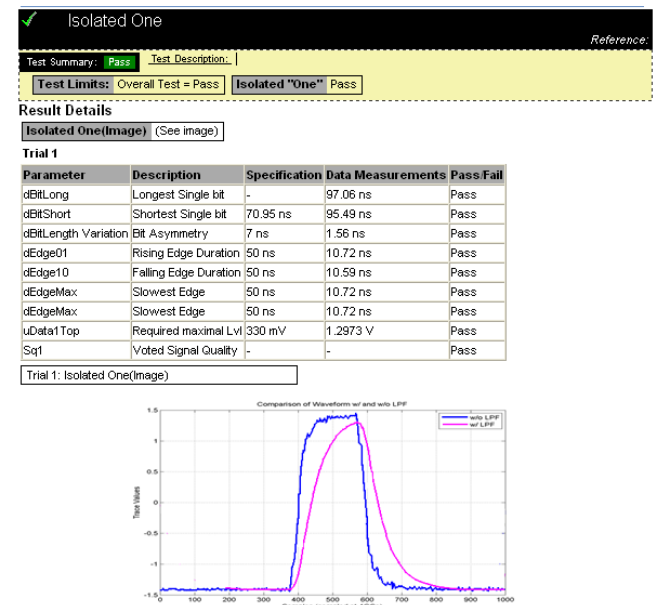 Isolated One
Reference:
Test Summary: Pass Test Description:
Test Limits: Overall Test = Pass Isolated "One" Pass
Result Details
Isolated One(Image) (See image)
Trial 1
Parameter Description Specification Data Measurements Pass/Fail
dBitLong Longest Single bit - 97.06 ns Pass
dBitShort Shortest Single bit 70.95 ns 95.49 ns Pass
dBitLength Variation Bit Asymmetry 7 ns 1.56 ns Pass
dEdge01 Rising Edge Duration 50 ns 10.72 ns Pass
dEdge10 Falling Edge Duration 50 ns 10.59 ns Pass
dEdgeMax Slowest Edge 50 ns 10.72 ns Pass
dEdgeMax Slowest Edge 50 ns 10.72 ns Pass
uData1Top Required maximal Lvl 330 mV 1.2973 V Pass
Sq1 Voted Signal Quality - - Pass
Trial 1: Isolated One(Image)
Comparison of Waveform w/ and w/o LPF
w/o LPF
w/ LPF
Trace Values
1.5
1
0.5
0
-0.5
-1
-1.5
0 100 200 300 400 500 600 700 800 900 1000